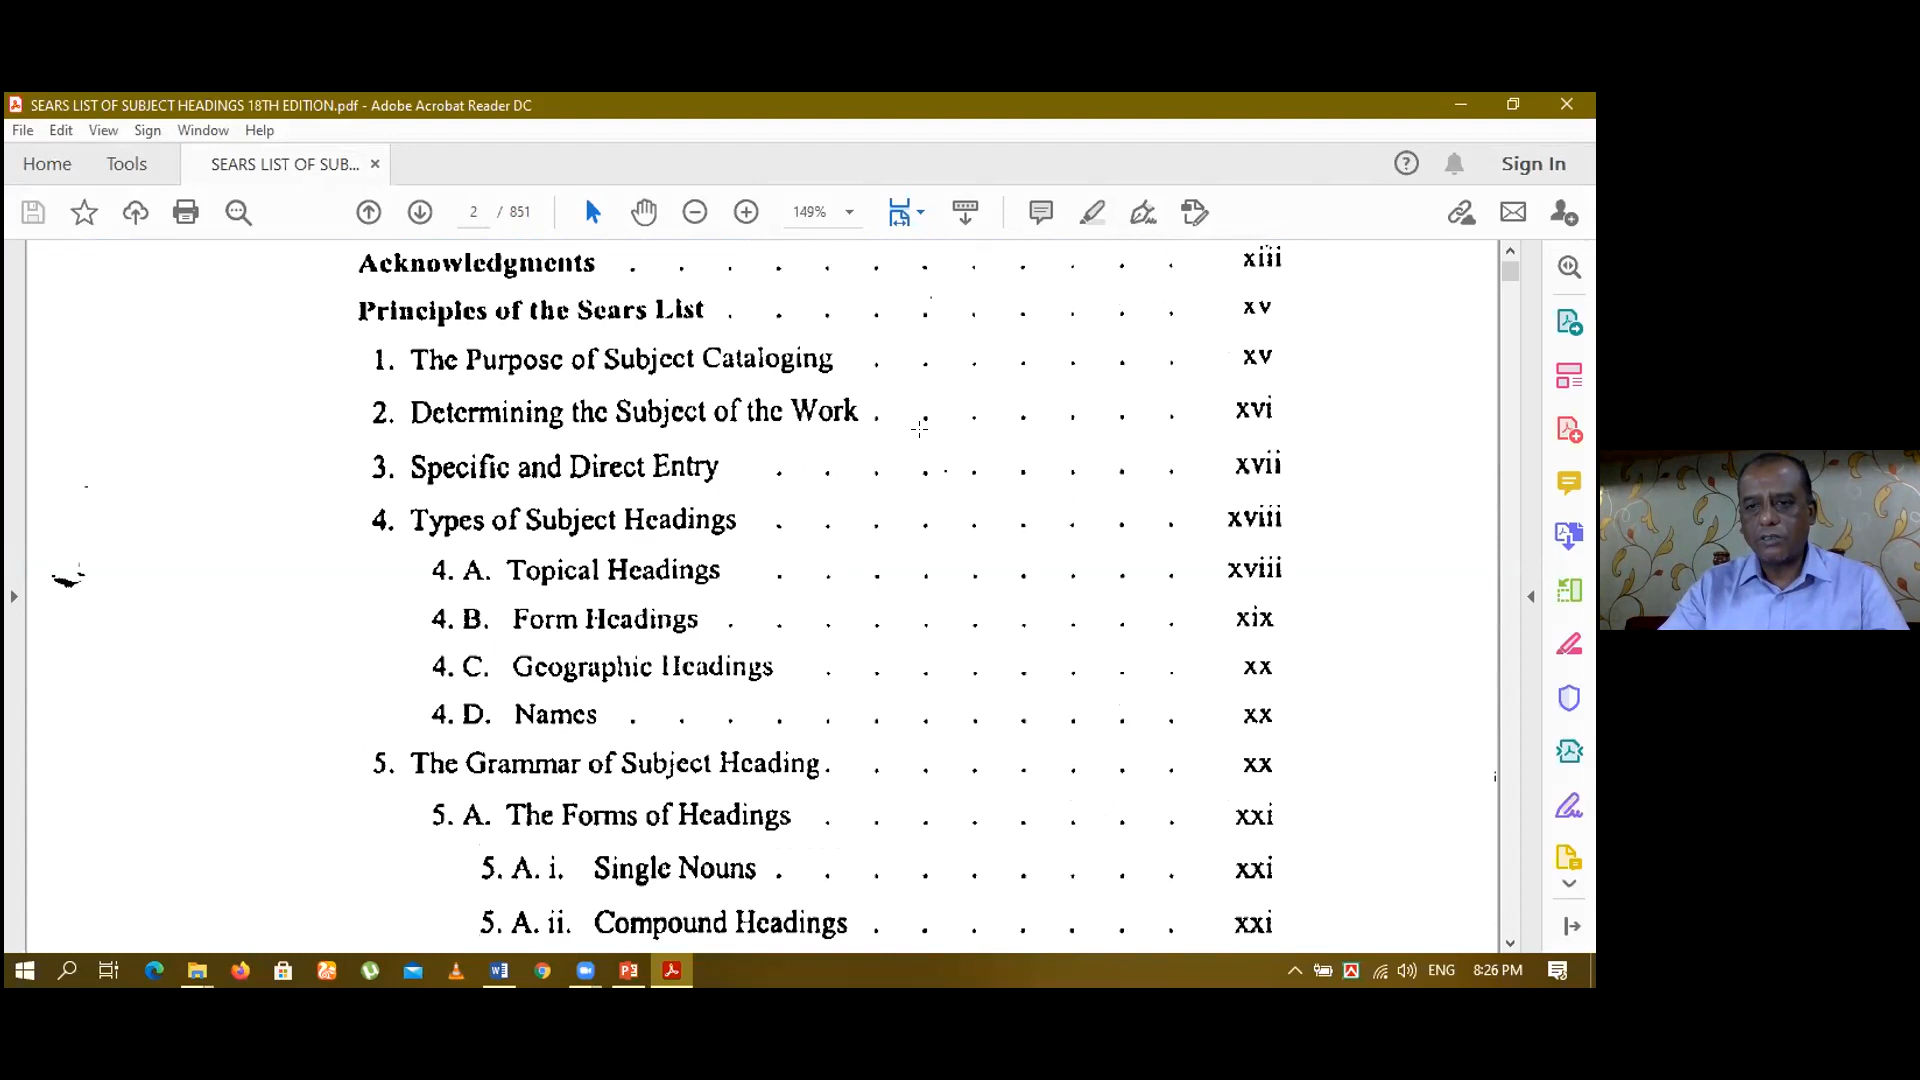 SEARS LIST OF SUBJECT HEADINGS 18TH EDITION.pdf - Adobe Acrobat Reader DC
File Edit View Sign Window Help
Home Tools SEARS LIST OF SUB... × Sign In
2 / 851 149%
Acknowledgments . . . . . . . . . . . . xiii
Principles of the Sears List . . . . . . . . . . xv
1. The Purpose of Subject Cataloging . . . . . . . xv
2. Determining the Subject of the Work . . . . . . . xvi
3. Specific and Direct Entry . . . . . . . . . xvii
4. Types of Subject Headings . . . . . . . . . xviii
4. A. Topical Headings . . . . . . . . . xviii
4. B. Form Headings . . . . . . . . . . xix
4. C. Geographic Headings . . . . . . . . xx
4. D. Names . . . . . . . . . . . . xx
5. The Grammar of Subject Heading . . . . . . . . xx
5. A. The Forms of Headings . . . . . . . . xxi
5. A. i. Single Nouns . . . . . . . . . xxi
5. A. ii. Compound Headings . . . . . . . xxi
ENG 8:26 PM